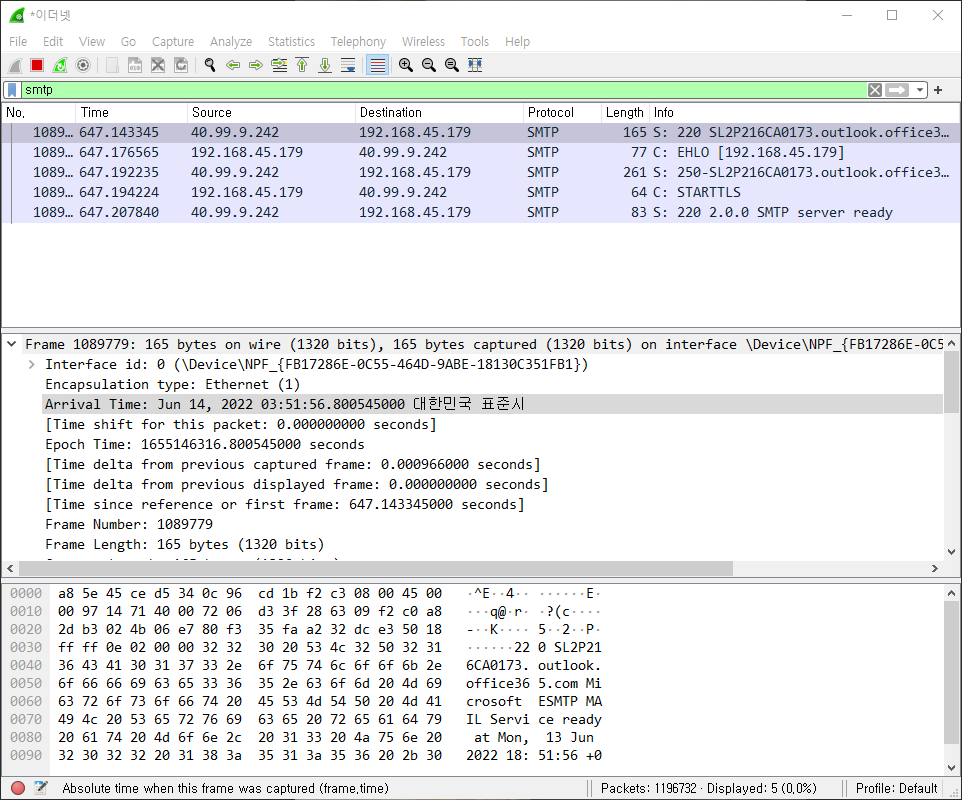 *이더넷
File Edit View Go Capture Analyze Statistics Telephony Wireless Tools Help
smtp
No. Time Source Destination Protocol Length Info
1089… 647.143345 40.99.9.242 192.168.45.179 SMTP 165 S: 220 SL2P216CA0173.outlook.office3…
1089… 647.176565 192.168.45.179 40.99.9.242 SMTP 77 C: EHLO [192.168.45.179]
1089… 647.192235 40.99.9.242 192.168.45.179 SMTP 261 S: 250-SL2P216CA0173.outlook.office3…
1089… 647.194224 192.168.45.179 40.99.9.242 SMTP 64 C: STARTTLS
1089… 647.207840 40.99.9.242 192.168.45.179 SMTP 83 S: 220 2.0.0 SMTP server ready
Frame 1089779: 165 bytes on wire (1320 bits), 165 bytes captured (1320 bits) on interface \Device\NPF_{FB17286E-0C5
Interface id: 0 (\Device\NPF_{FB17286E-0C55-464D-9ABE-18130C351FB1})
Encapsulation type: Ethernet (1)
Arrival Time: Jun 14, 2022 03:51:56.800545000 대한민국 표준시
[Time shift for this packet: 0.000000000 seconds]
Epoch Time: 1655146316.800545000 seconds
[Time delta from previous captured frame: 0.000966000 seconds]
[Time delta from previous displayed frame: 0.000000000 seconds]
[Time since reference or first frame: 647.143345000 seconds]
Frame Number: 1089779
Frame Length: 165 bytes (1320 bits)
0000 a8 5e 45 ce d5 34 0c 96 cd 1b f2 c3 08 00 45 00 ·^E··4·· ······E·
0010 00 97 14 71 40 00 72 06 d3 3f 28 63 09 f2 c0 a8 ···q@·r· ·?(c····
0020 2d b3 02 4b 06 e7 80 f3 35 fa a2 32 dc e3 50 18 -··K···· 5··2··P·
0030 ff ff 0e 02 00 00 32 32 30 20 53 4c 32 50 32 31 ······22 0 SL2P21
0040 36 43 41 30 31 37 33 2e 6f 75 74 6c 6f 6f 6b 2e 6CA0173. outlook.
0050 6f 66 66 69 63 65 33 36 35 2e 63 6f 6d 20 4d 69 office36 5.com Mi
0060 63 72 6f 73 6f 66 74 20 45 53 4d 54 50 20 4d 41 crosoft ESMTP MA
0070 49 4c 20 53 65 72 76 69 63 65 20 72 65 61 64 79 IL Servi ce ready
0080 20 61 74 20 4d 6f 6e 2c 20 31 33 20 4a 75 6e 20 at Mon, 13 Jun
0090 32 30 32 32 20 31 38 3a 35 31 3a 35 36 20 2b 30 2022 18: 51:56 +0
Absolute time when this frame was captured (frame,time) Packets: 1196732 · Displayed: 5 (0,0%) Profile: Default